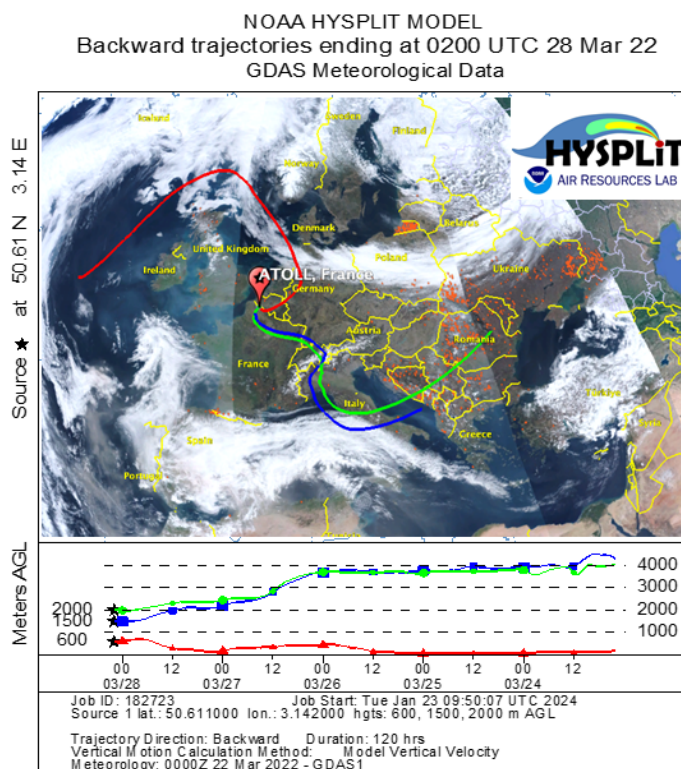 NOAA HYSPLIT MODEL
Backward trajectories ending at 0200 UTC 28 Mar 22
GDAS Meteorological Data
Source ★ at 50.61 N 3.14 E
Iceland
Sweden
Finland
Norway
HYSPLIT
AIR RESOURCES LAB
Denmark
Belarus
United Kingdom
Poland
Ireland
ATOLL, France
Ukraine
Germany
Austria
France
Romania
Italy
Türkiye
Spain
Greece
Syria
Portugal
Meters AGL
4000
3000
2000 2000
1500
1000
600
00 12 00 12 00 12 00 12 00 12
03/28 03/27 03/26 03/25 03/24
Job ID: 182723 Job Start: Tue Jan 23 09:50:07 UTC 2024
Source 1 lat.: 50.611000 lon.: 3.142000 hgts: 600, 1500, 2000 m AGL
Trajectory Direction: Backward Duration: 120 hrs
Vertical Motion Calculation Method: Model Vertical Velocity
Meteorology: 0000Z 22 Mar 2022 - GDAS1